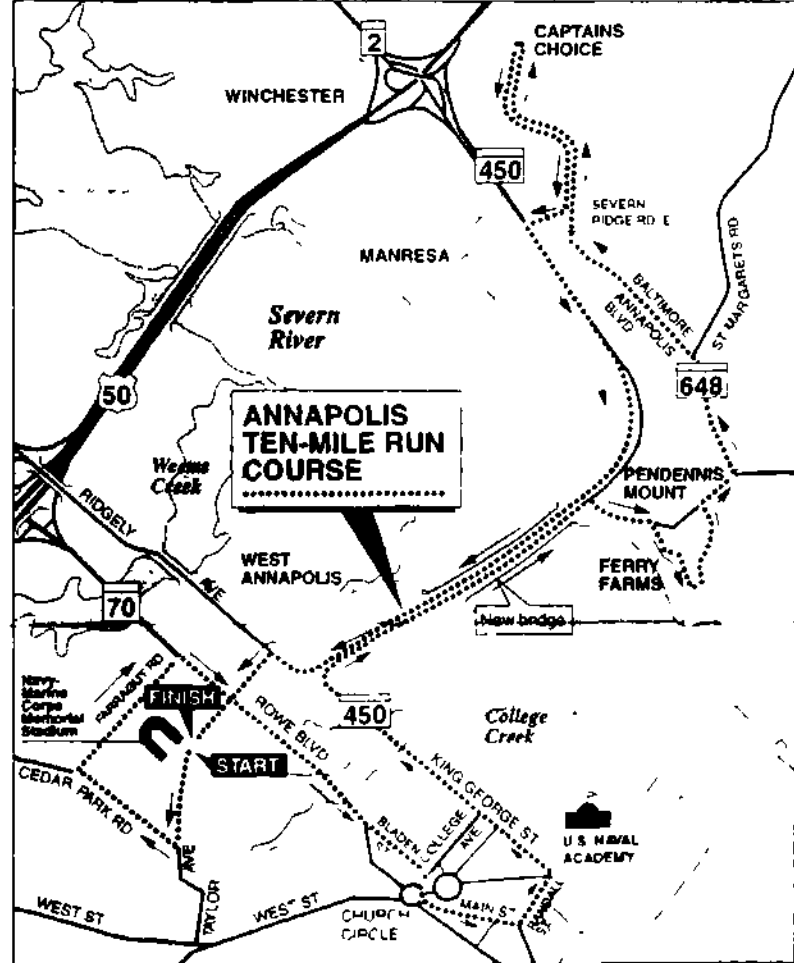 2
CAPTAINS
CHOICE
WINCHESTER
450
SEVERN
RIDGE RD E
MANRESA
ST MARGARETS RD
BALTIMORE
ANNAPOLIS
BLVD
Severn
River
50
648
ANNAPOLIS
TEN-MILE RUN
COURSE
Weems
Creek
PENDENNIS
MOUNT
RIDGELY
AVE
WEST
ANNAPOLIS
FERRY
FARMS
70
New bridge
Navy-
Marine
Corps
Memorial
Stadium
FARRAGUT RD
FINISH
ROWE BLVD
450
College
Creek
START
KING GEORGE ST
CEDAR PARK RD
BLADEN
COLLEGE
AVE
U.S. NAVAL
ACADEMY
TAYLOR
AVE
WEST ST
WEST ST
CHURCH
CIRCLE
MAIN ST
RANDALL